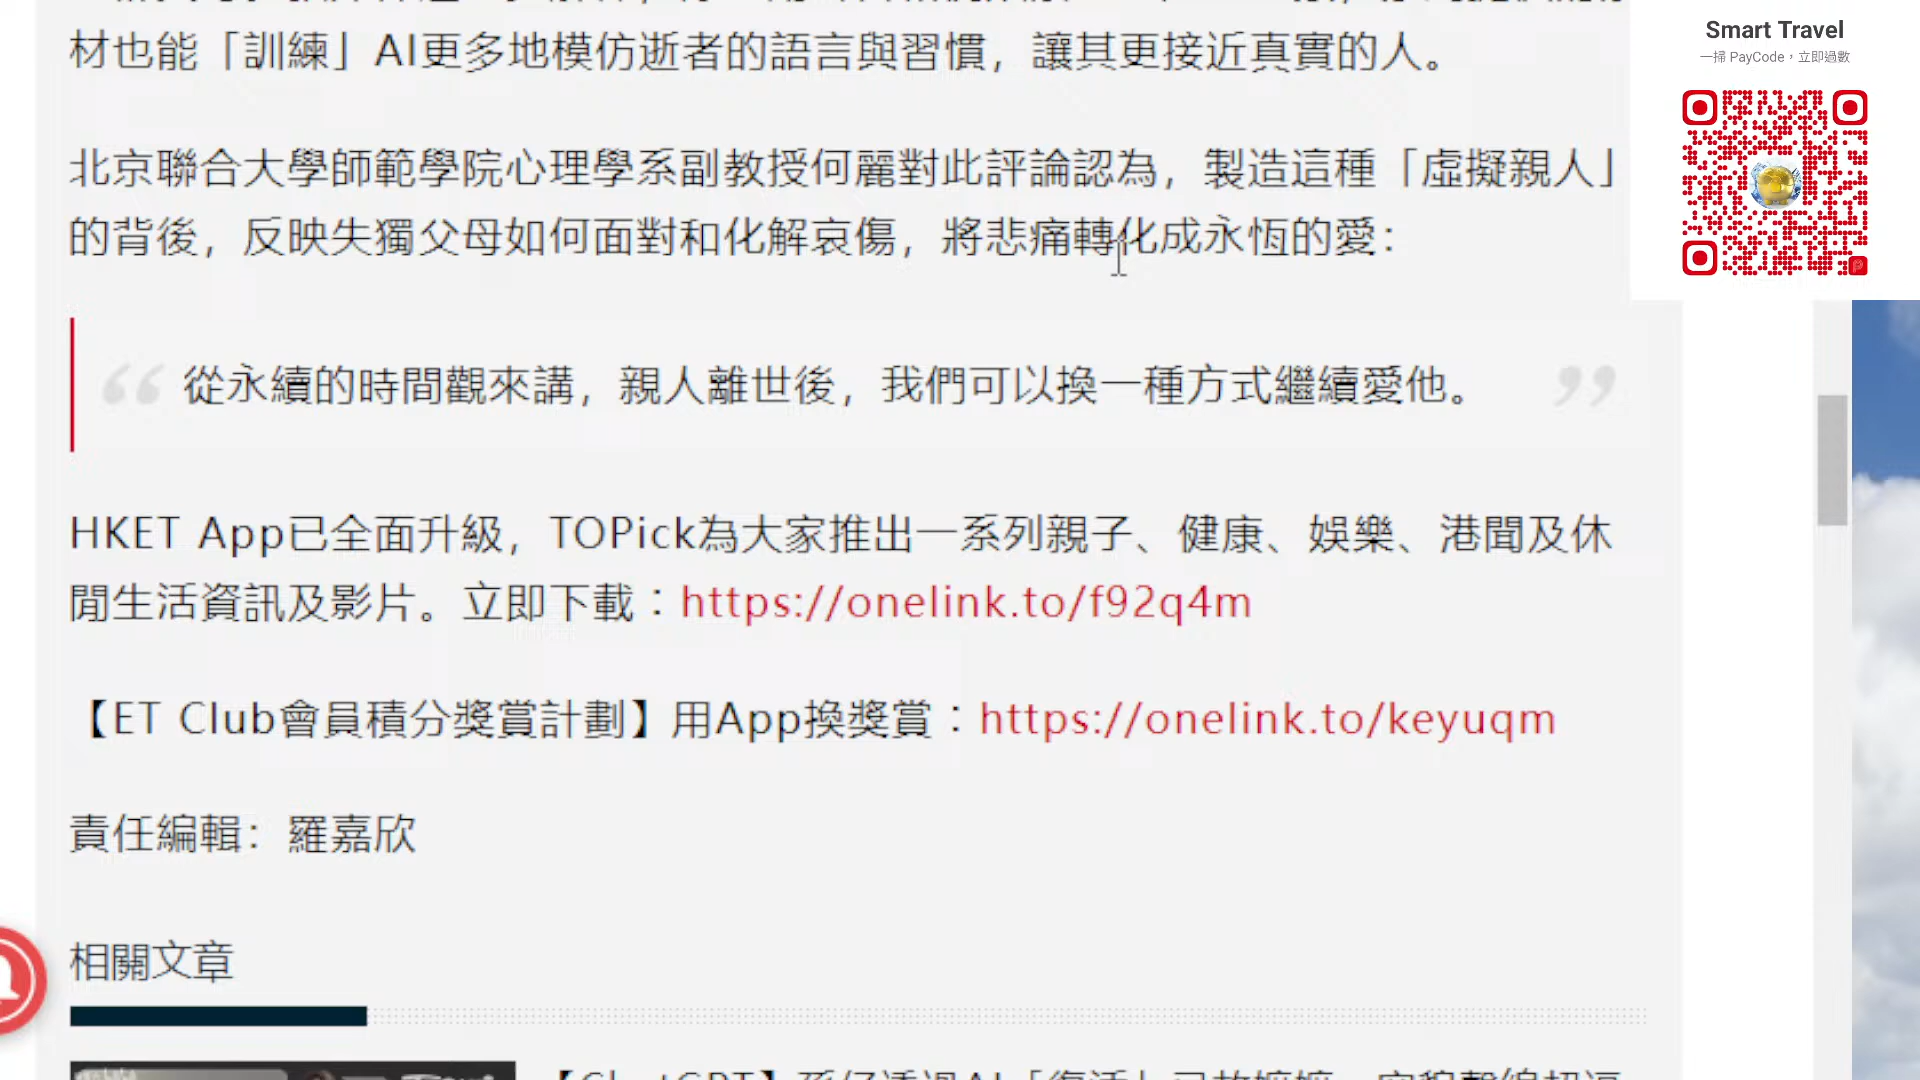 Smart Travel
一掃 PayCode，立即過數
材也能「訓練」AI更多地模仿逝者的語言與習慣，讓其更接近真實的人。
北京聯合大學師範學院心理學系副教授何麗對此評論認為，製造這種「虛擬親人」
的背後，反映失獨父母如何面對和化解哀傷，將悲痛轉化成永恆的愛：
“ 從永續的時間觀來講，親人離世後，我們可以換一種方式繼續愛他。 ”
HKET App已全面升級，TOPick為大家推出一系列親子、健康、娛樂、港聞及休
閒生活資訊及影片。立即下載：https://onelink.to/f92q4m
【ET Club會員積分獎賞計劃】用App換獎賞：https://onelink.to/keyuqm
責任編輯：羅嘉欣
相關文章